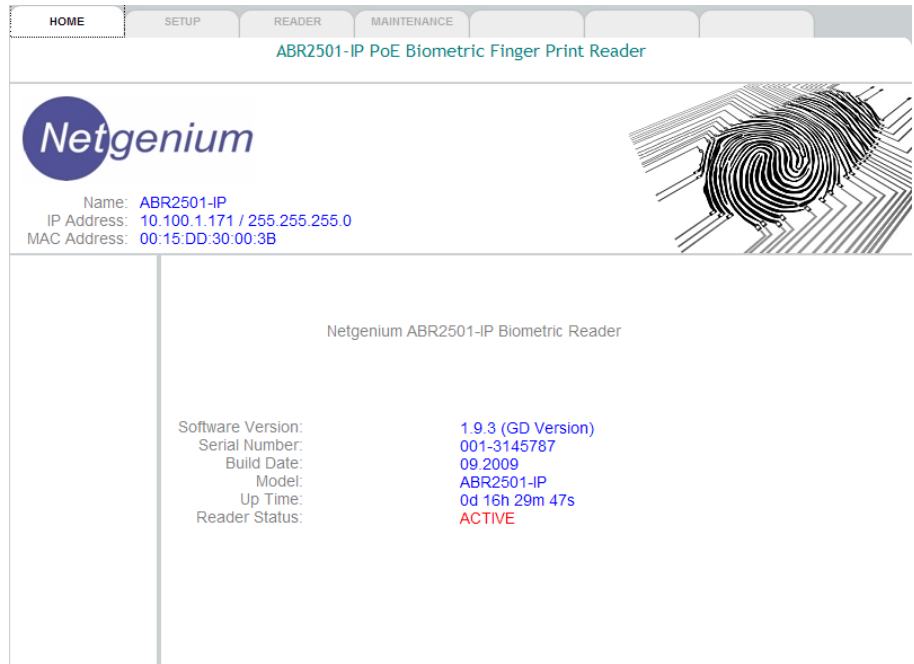 HOME SETUP READER MAINTENANCE
ABR2501-IP PoE Biometric Finger Print Reader
Netgenium
Name: ABR2501-IP
IP Address: 10.100.1.171 / 255.255.255.0
MAC Address: 00:15:DD:30:00:3B
Netgenium ABR2501-IP Biometric Reader
Software Version: 1.9.3 (GD Version)
Serial Number: 001-3145787
Build Date: 09.2009
Model: ABR2501-IP
Up Time: 0d 16h 29m 47s
Reader Status: ACTIVE